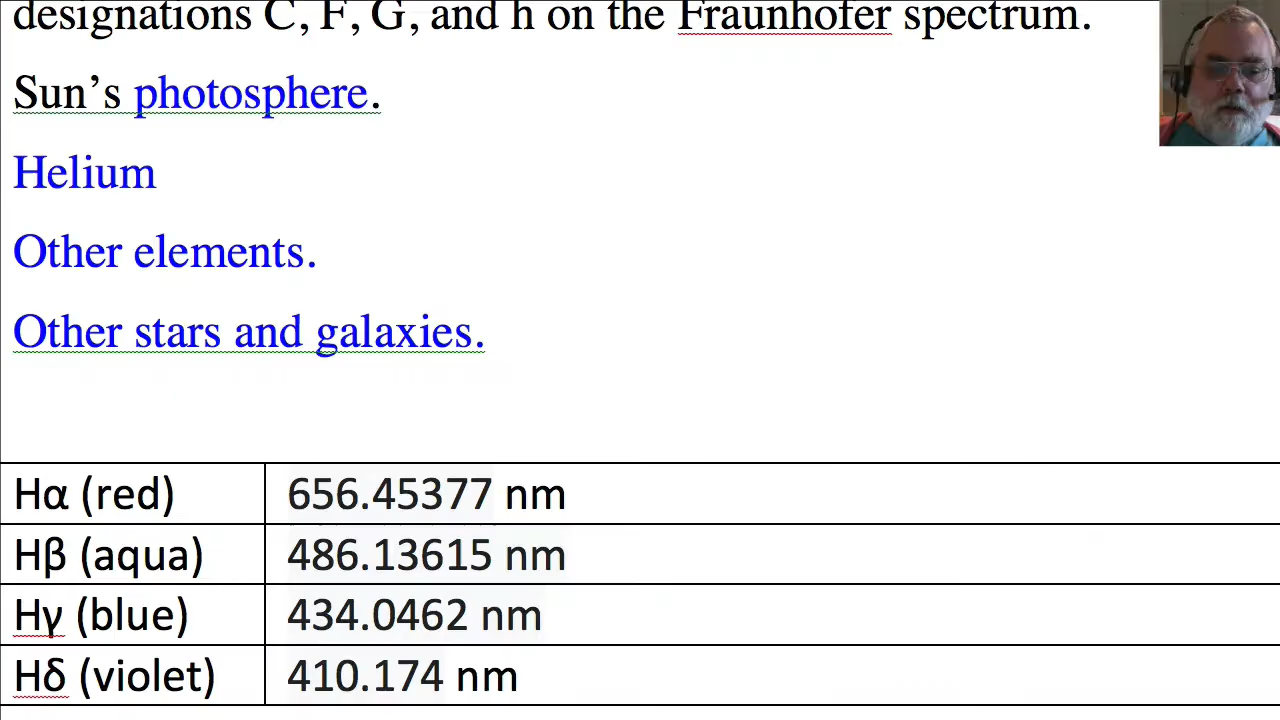 designations C, F, G, and h on the Fraunhofer spectrum.
Sun’s photosphere.
Helium
Other elements.
Other stars and galaxies.
Hα (red) 656.45377 nm
Hβ (aqua) 486.13615 nm
Hγ (blue) 434.0462 nm
Hδ (violet) 410.174 nm